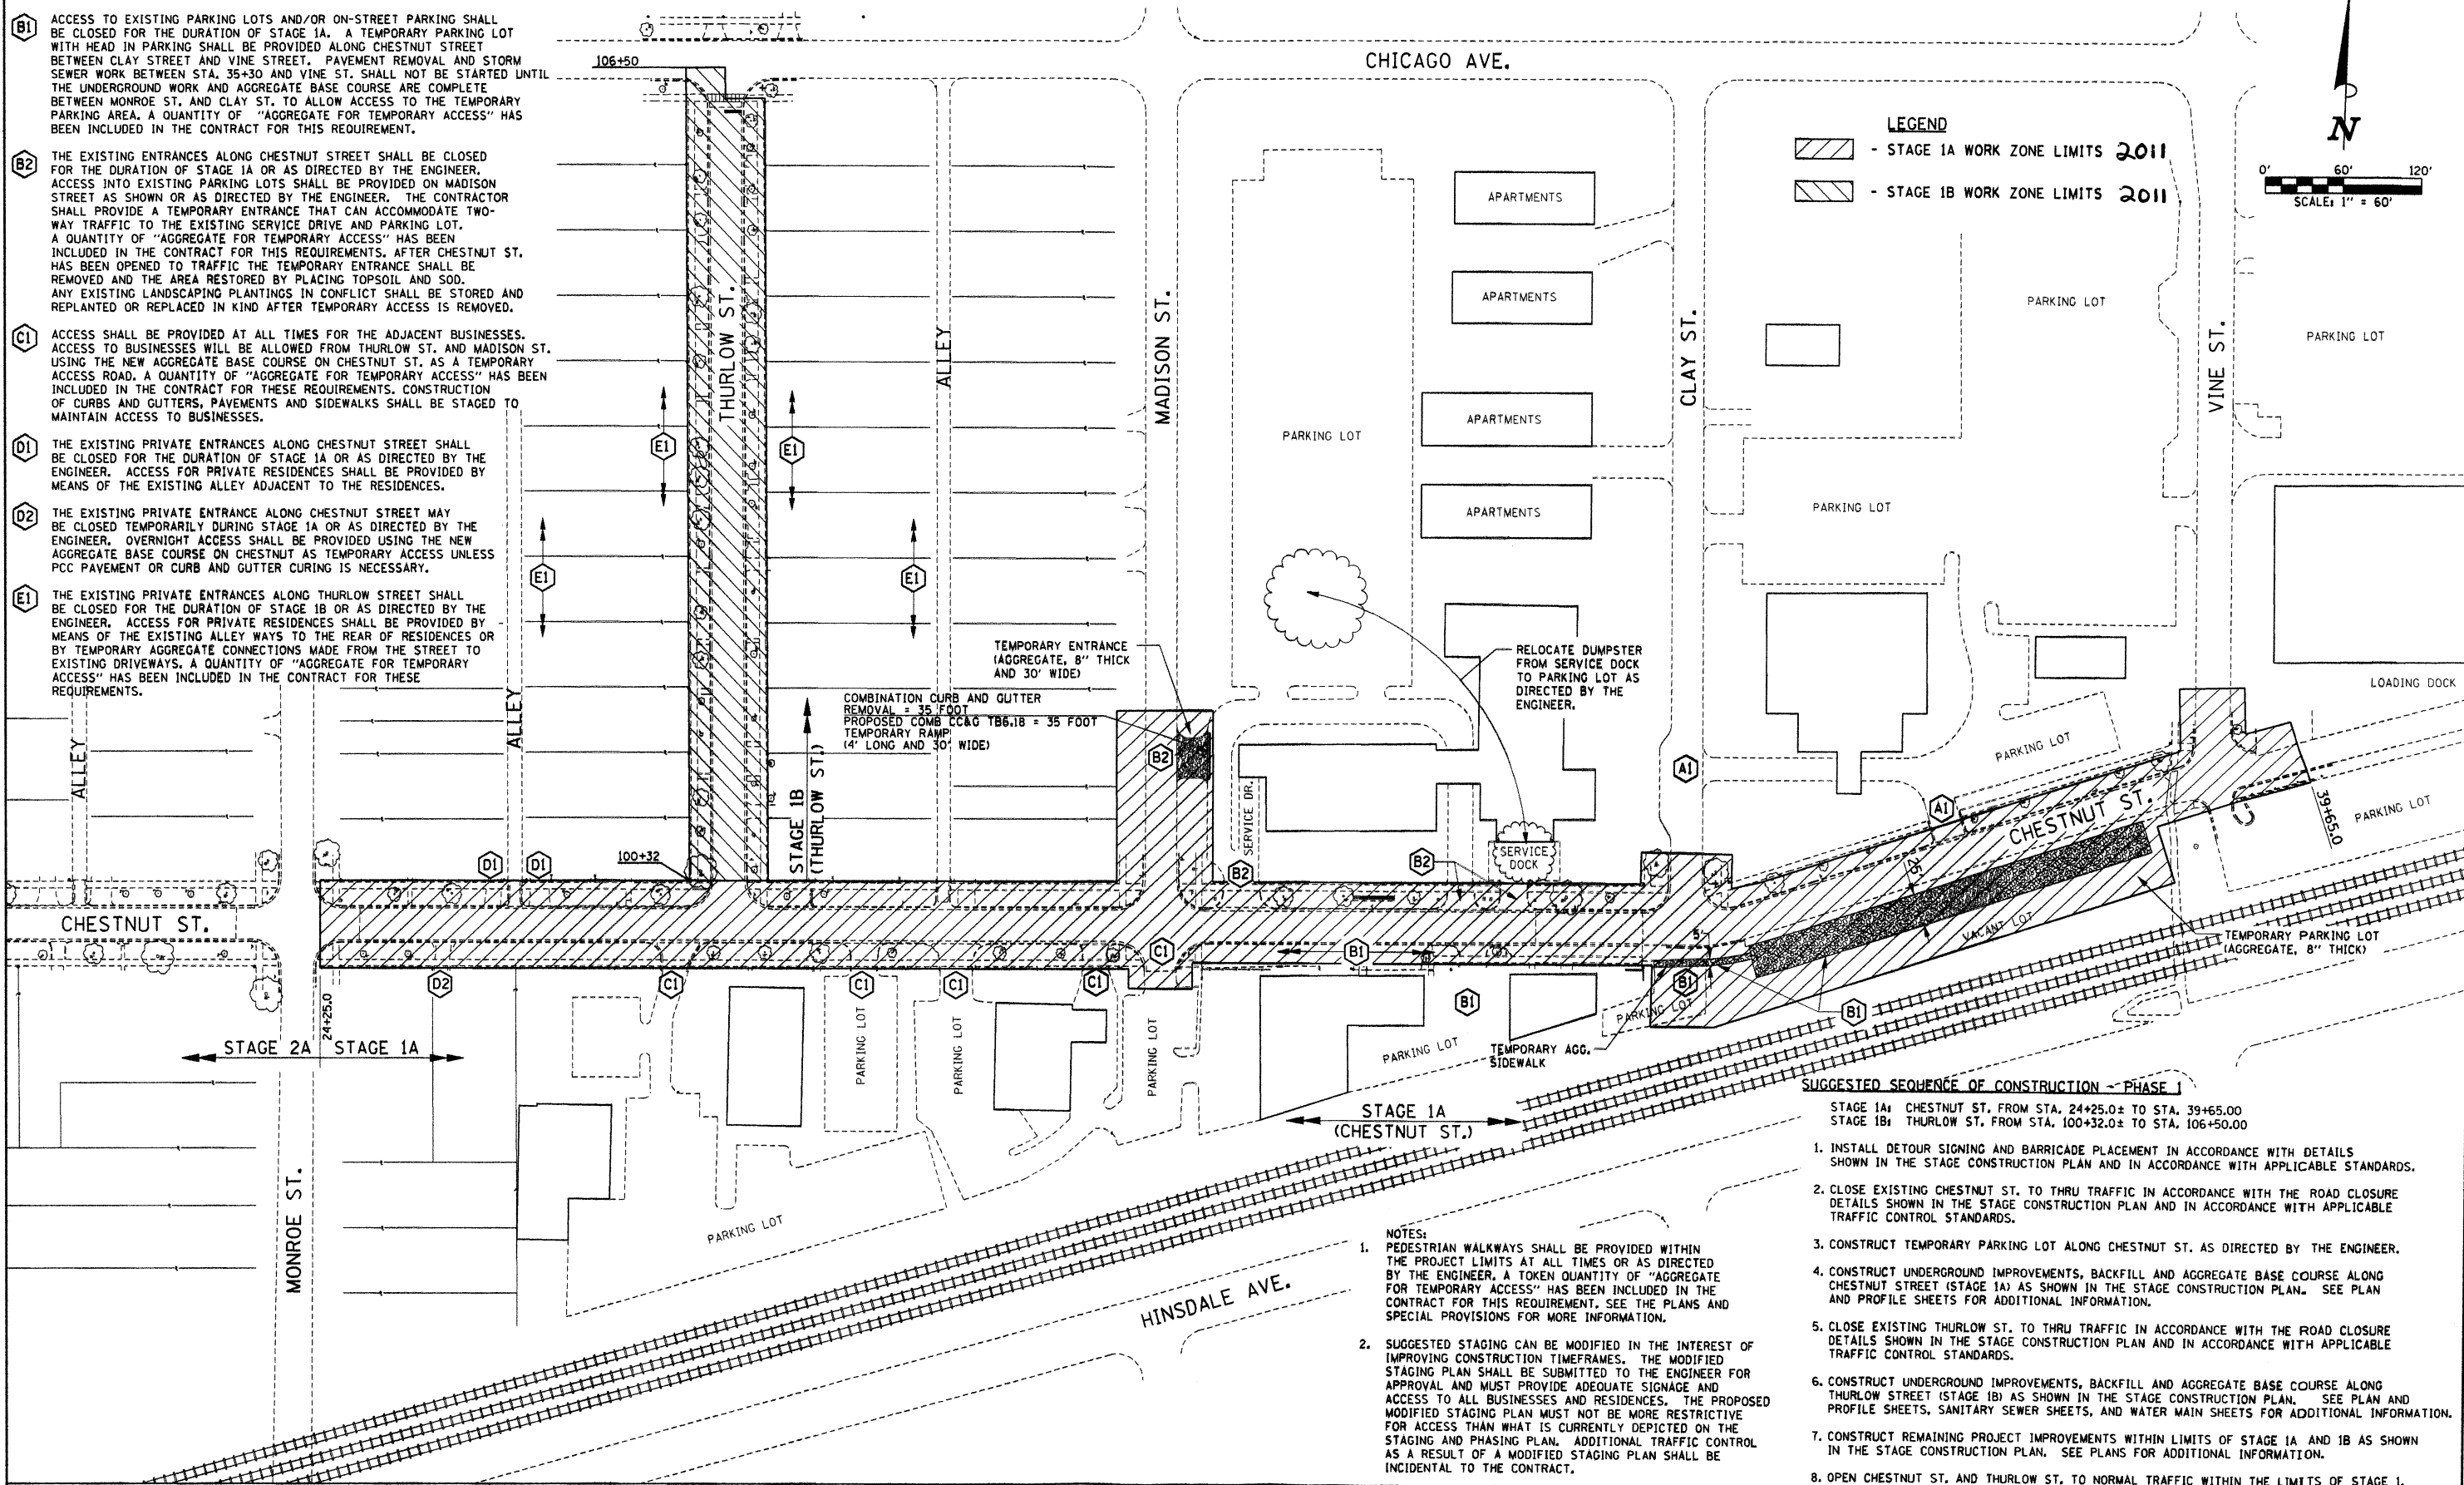 B1
ACCESS TO EXISTING PARKING LOTS AND/OR ON-STREET PARKING SHALL
BE CLOSED FOR THE DURATION OF STAGE 1A. A TEMPORARY PARKING LOT
WITH HEAD IN PARKING SHALL BE PROVIDED ALONG CHESTNUT STREET
BETWEEN CLAY STREET AND VINE STREET. PAVEMENT REMOVAL AND STORM
SEWER WORK BETWEEN STA. 35+30 AND VINE ST. SHALL NOT BE STARTED UNTIL
THE UNDERGROUND WORK AND AGGREGATE BASE COURSE ARE COMPLETE
BETWEEN MONROE ST. AND CLAY ST. TO ALLOW ACCESS TO THE TEMPORARY
PARKING AREA. A QUANTITY OF "AGGREGATE FOR TEMPORARY ACCESS" HAS
BEEN INCLUDED IN THE CONTRACT FOR THIS REQUIREMENT.
B2
THE EXISTING ENTRANCES ALONG CHESTNUT STREET SHALL BE CLOSED
FOR THE DURATION OF STAGE 1A OR AS DIRECTED BY THE ENGINEER.
ACCESS INTO EXISTING PARKING LOTS SHALL BE PROVIDED ON MADISON
STREET AS SHOWN OR AS DIRECTED BY THE ENGINEER. THE CONTRACTOR
SHALL PROVIDE A TEMPORARY ENTRANCE THAT CAN ACCOMMODATE TWO-
WAY TRAFFIC TO THE EXISTING SERVICE DRIVE AND PARKING LOT.
A QUANTITY OF "AGGREGATE FOR TEMPORARY ACCESS" HAS BEEN
INCLUDED IN THE CONTRACT FOR THIS REQUIREMENTS. AFTER CHESTNUT ST.
HAS BEEN OPENED TO TRAFFIC THE TEMPORARY ENTRANCE SHALL BE
REMOVED AND THE AREA RESTORED BY PLACING TOPSOIL AND SOD.
ANY EXISTING LANDSCAPING PLANTINGS IN CONFLICT SHALL BE STORED AND
REPLANTED OR REPLACED IN KIND AFTER TEMPORARY ACCESS IS REMOVED.
C1
ACCESS SHALL BE PROVIDED AT ALL TIMES FOR THE ADJACENT BUSINESSES.
ACCESS TO BUSINESSES WILL BE ALLOWED FROM THURLOW ST. AND MADISON ST.
USING THE NEW AGGREGATE BASE COURSE ON CHESTNUT ST. AS A TEMPORARY
ACCESS ROAD. A QUANTITY OF "AGGREGATE FOR TEMPORARY ACCESS" HAS BEEN
INCLUDED IN THE CONTRACT FOR THESE REQUIREMENTS. CONSTRUCTION
OF CURBS AND GUTTERS, PAVEMENTS AND SIDEWALKS SHALL BE STAGED TO
MAINTAIN ACCESS TO BUSINESSES.
D1
THE EXISTING PRIVATE ENTRANCES ALONG CHESTNUT STREET SHALL
BE CLOSED FOR THE DURATION OF STAGE 1A OR AS DIRECTED BY THE
ENGINEER. ACCESS FOR PRIVATE RESIDENCES SHALL BE PROVIDED BY
MEANS OF THE EXISTING ALLEY ADJACENT TO THE RESIDENCES.
D2
THE EXISTING PRIVATE ENTRANCE ALONG CHESTNUT STREET MAY
BE CLOSED TEMPORARILY DURING STAGE 1A OR AS DIRECTED BY THE
ENGINEER. OVERNIGHT ACCESS SHALL BE PROVIDED USING THE NEW
AGGREGATE BASE COURSE ON CHESTNUT AS TEMPORARY ACCESS UNLESS
PCC PAVEMENT OR CURB AND GUTTER CURING IS NECESSARY.
E1
THE EXISTING PRIVATE ENTRANCES ALONG THURLOW STREET SHALL
BE CLOSED FOR THE DURATION OF STAGE 1B OR AS DIRECTED BY THE
ENGINEER. ACCESS FOR PRIVATE RESIDENCES SHALL BE PROVIDED BY
MEANS OF THE EXISTING ALLEY WAYS TO THE REAR OF RESIDENCES OR
BY TEMPORARY AGGREGATE CONNECTIONS MADE FROM THE STREET TO
EXISTING DRIVEWAYS. A QUANTITY OF "AGGREGATE FOR TEMPORARY
ACCESS" HAS BEEN INCLUDED IN THE CONTRACT FOR THESE
REQUIREMENTS.
106+50
CHICAGO AVE.
N
0' 60' 120'
SCALE: 1" = 60'
LEGEND
- STAGE 1A WORK ZONE LIMITS 2011
- STAGE 1B WORK ZONE LIMITS 2011
THURLOW ST.
ALLEY
MADISON ST.
CLAY ST.
VINE ST.
APARTMENTS
APARTMENTS
APARTMENTS
APARTMENTS
PARKING LOT
PARKING LOT
PARKING LOT
PARKING LOT
E1
E1
E1
E1
TEMPORARY ENTRANCE
(AGGREGATE, 8" THICK
AND 30' WIDE)
COMBINATION CURB AND GUTTER
REMOVAL = 35 FOOT
PROPOSED COMB CC&G TB6.18 = 35 FOOT
TEMPORARY RAMP
(4' LONG AND 30' WIDE)
RELOCATE DUMPSTER
FROM SERVICE DOCK
TO PARKING LOT AS
DIRECTED BY THE
ENGINEER.
LOADING DOCK
ALLEY
ALLEY
STAGE 1B
(THURLOW ST.)
B2
SERVICE DR.
A1
PARKING LOT
A1
CHESTNUT ST.
39+65.0
PARKING LOT
D1
D1
100+32
B2
B2
SERVICE
DOCK
26'
VACANT LOT
TEMPORARY PARKING LOT
(AGGREGATE, 8" THICK)
CHESTNUT ST.
C1
B1
5'
D2
C1
C1
C1
C1
B1
B1
B1
24+25.0
STAGE 2A
STAGE 1A
PARKING LOT
PARKING LOT
PARKING LOT
PARKING LOT
PARKING LOT
TEMPORARY AGG.
SIDEWALK
STAGE 1A
(CHESTNUT ST.)
MONROE ST.
PARKING LOT
HINSDALE AVE.
NOTES:
1. PEDESTRIAN WALKWAYS SHALL BE PROVIDED WITHIN
THE PROJECT LIMITS AT ALL TIMES OR AS DIRECTED
BY THE ENGINEER. A TOKEN QUANTITY OF "AGGREGATE
FOR TEMPORARY ACCESS" HAS BEEN INCLUDED IN THE
CONTRACT FOR THIS REQUIREMENT, SEE THE PLANS AND
SPECIAL PROVISIONS FOR MORE INFORMATION.
2. SUGGESTED STAGING CAN BE MODIFIED IN THE INTEREST OF
IMPROVING CONSTRUCTION TIMEFRAMES. THE MODIFIED
STAGING PLAN SHALL BE SUBMITTED TO THE ENGINEER FOR
APPROVAL AND MUST PROVIDE ADEQUATE SIGNAGE AND
ACCESS TO ALL BUSINESSES AND RESIDENCES. THE PROPOSED
MODIFIED STAGING PLAN MUST NOT BE MORE RESTRICTIVE
FOR ACCESS THAN WHAT IS CURRENTLY DEPICTED ON THE
STAGING AND PHASING PLAN. ADDITIONAL TRAFFIC CONTROL
AS A RESULT OF A MODIFIED STAGING PLAN SHALL BE
INCIDENTAL TO THE CONTRACT.
SUGGESTED SEQUENCE OF CONSTRUCTION - PHASE 1
STAGE 1A: CHESTNUT ST. FROM STA. 24+25.0± TO STA. 39+65.00
STAGE 1B: THURLOW ST. FROM STA. 100+32.0± TO STA. 106+50.00
1. INSTALL DETOUR SIGNING AND BARRICADE PLACEMENT IN ACCORDANCE WITH DETAILS
SHOWN IN THE STAGE CONSTRUCTION PLAN AND IN ACCORDANCE WITH APPLICABLE STANDARDS.
2. CLOSE EXISTING CHESTNUT ST. TO THRU TRAFFIC IN ACCORDANCE WITH THE ROAD CLOSURE
DETAILS SHOWN IN THE STAGE CONSTRUCTION PLAN AND IN ACCORDANCE WITH APPLICABLE
TRAFFIC CONTROL STANDARDS.
3. CONSTRUCT TEMPORARY PARKING LOT ALONG CHESTNUT ST. AS DIRECTED BY THE ENGINEER.
4. CONSTRUCT UNDERGROUND IMPROVEMENTS, BACKFILL AND AGGREGATE BASE COURSE ALONG
CHESTNUT STREET (STAGE 1A) AS SHOWN IN THE STAGE CONSTRUCTION PLAN. SEE PLAN
AND PROFILE SHEETS FOR ADDITIONAL INFORMATION.
5. CLOSE EXISTING THURLOW ST. TO THRU TRAFFIC IN ACCORDANCE WITH THE ROAD CLOSURE
DETAILS SHOWN IN THE STAGE CONSTRUCTION PLAN AND IN ACCORDANCE WITH APPLICABLE
TRAFFIC CONTROL STANDARDS.
6. CONSTRUCT UNDERGROUND IMPROVEMENTS, BACKFILL AND AGGREGATE BASE COURSE ALONG
THURLOW STREET (STAGE 1B) AS SHOWN IN THE STAGE CONSTRUCTION PLAN. SEE PLAN AND
PROFILE SHEETS, SANITARY SEWER SHEETS, AND WATER MAIN SHEETS FOR ADDITIONAL INFORMATION.
7. CONSTRUCT REMAINING PROJECT IMPROVEMENTS WITHIN LIMITS OF STAGE 1A AND 1B AS SHOWN
IN THE STAGE CONSTRUCTION PLAN. SEE PLANS FOR ADDITIONAL INFORMATION.
8. OPEN CHESTNUT ST. AND THURLOW ST. TO NORMAL TRAFFIC WITHIN THE LIMITS OF STAGE 1.